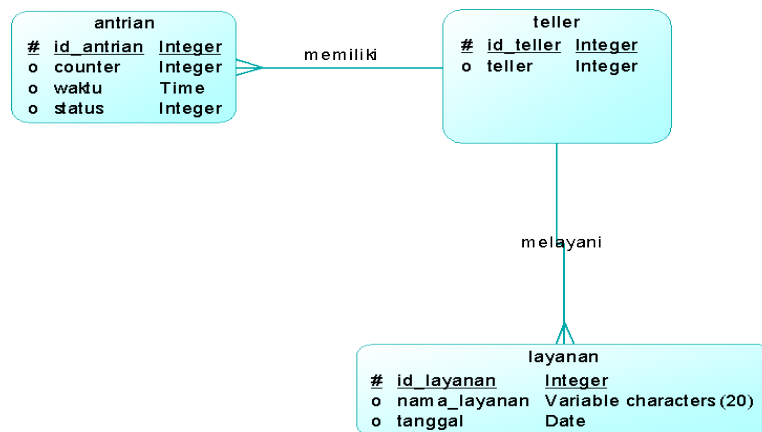 antrian
# id_antrian Integer
o counter Integer
o waktu Time
o status Integer
memiliki
teller
# id_teller Integer
o teller Integer
melayani
layanan
# id_layanan Integer
o nama_layanan Variable characters (20)
o tanggal Date